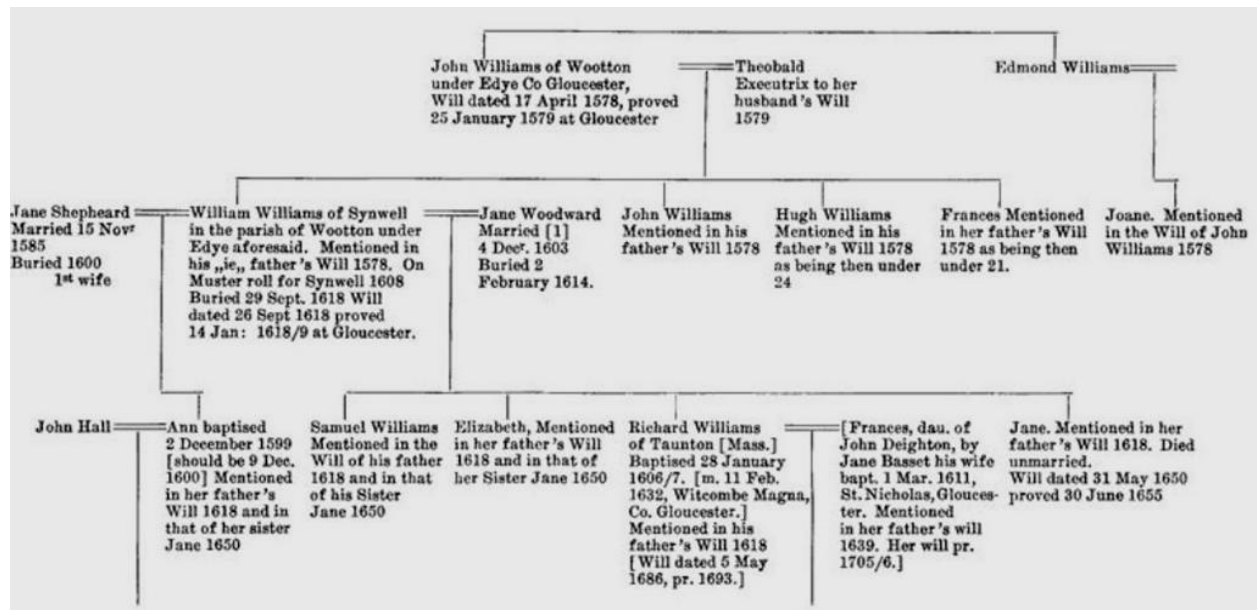 John Williams of Wootton
under Edye Co Gloucester,
Will dated 17 April 1578, proved
25 January 1579 at Gloucester
Theobald
Executrix to her
husband's Will
1579
Edmond Williams
Jane Shepheard
Married 15 Novr
1585
Buried 1600
1st wife
William Williams of Synwell
in the parish of Wootton under
Edye aforesaid. Mentioned in
his „ie„ father's Will 1578. On
Muster roll for Synwell 1608
Buried 29 Sept. 1618 Will
dated 26 Sept 1618 proved
14 Jan: 1618/9 at Gloucester.
Jane Woodward
Married [1]
4 Decr. 1603
Buried 2
February 1614.
John Williams
Mentioned in his
father's Will 1578
Hugh Williams
Mentioned in his
father's Will 1578
as being then under
24
Frances Mentioned
in her father's Will
1578 as being then
under 21.
Joane. Mentioned
in the Will of John
Williams 1578
John Hall
Ann baptised
2 December 1599
[should be 9 Dec.
1600] Mentioned
in her father's
Will 1618 and in
that of her sister
Jane 1650
Samuel Williams
Mentioned in the
Will of his father
1618 and in that
of his Sister
Jane 1650
Elizabeth, Mentioned
in her father's Will
1618 and in that of
her Sister Jane 1650
Richard Williams
of Taunton [Mass.]
Baptised 28 January
1606/7. [m. 11 Feb.
1632, Witcombe Magna,
Co. Gloucester.]
Mentioned in his
father's Will 1618
[Will dated 5 May
1686, pr. 1693.]
[Frances, dau. of
John Deighton, by
Jane Basset his wife
bapt. 1 Mar. 1611,
St. Nicholas, Glouces-
ter. Mentioned
in her father's will
1639. Her will pr.
1705/6.]
Jane. Mentioned in her
father's Will 1618. Died
unmarried.
Will dated 31 May 1650
proved 30 June 1655